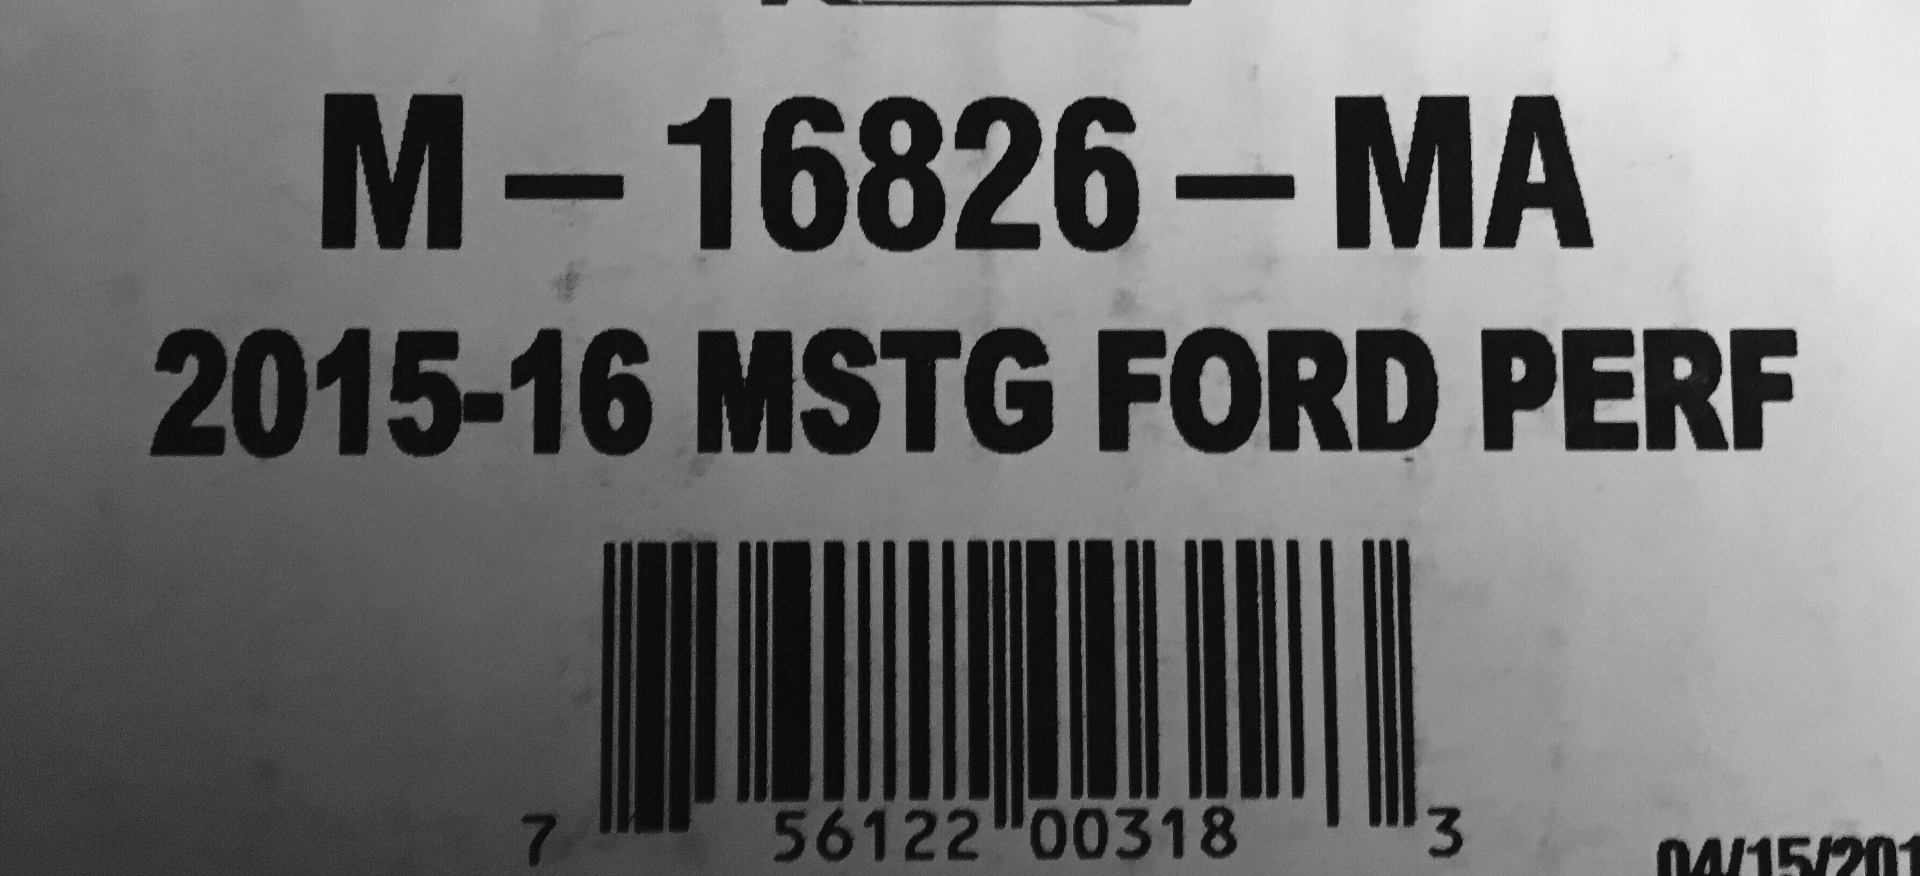 M-16826-MA
2015-16 MSTG FORD PERF
7 56122 00318 3